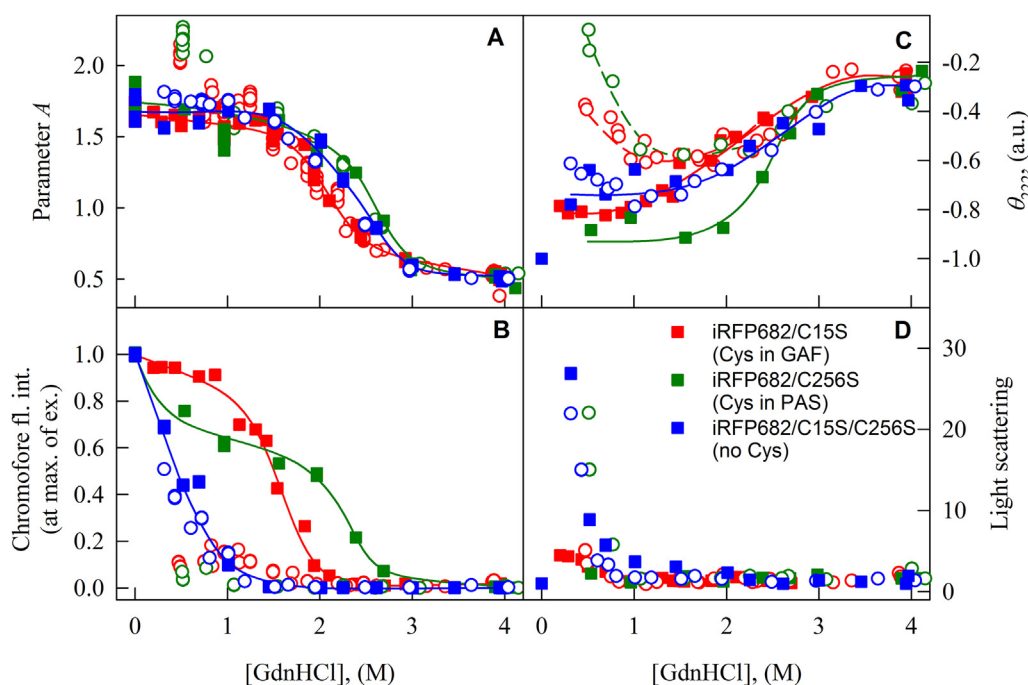 A
2.0
1.5
1.0
0.5
Parameter A
C
-0.2
-0.4
-0.6
-0.8
-1.0
θ222, (a.u.)
B
1.0
0.8
0.6
0.4
0.2
0.0
Chromofore fl. int.
(at max. of ex.)
0 1 2 3 4
[GdnHCl], (M)
D
iRFP682/C15S
(Cys in GAF)
iRFP682/C256S
(Cys in PAS)
iRFP682/C15S/C256S
(no Cys)
30
20
10
0
Light scattering
0 1 2 3 4
[GdnHCl], (M)